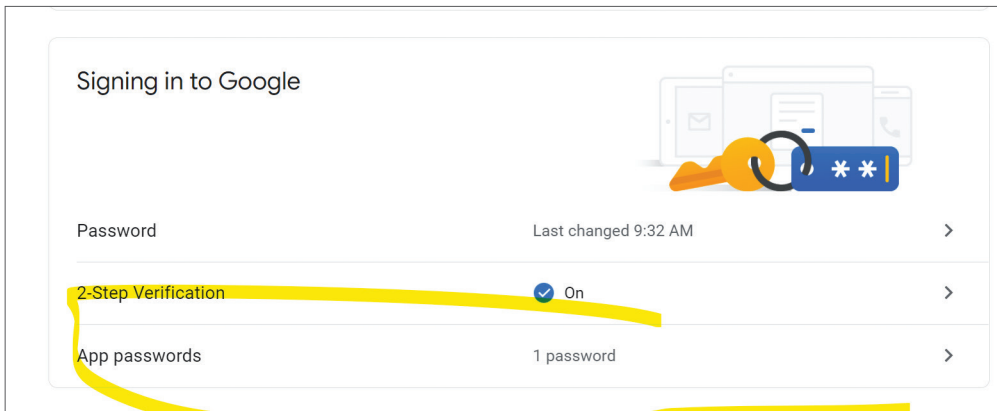 Signing in to Google
**
Password Last changed 9:32 AM >
2-Step Verification On >
App passwords 1 password >